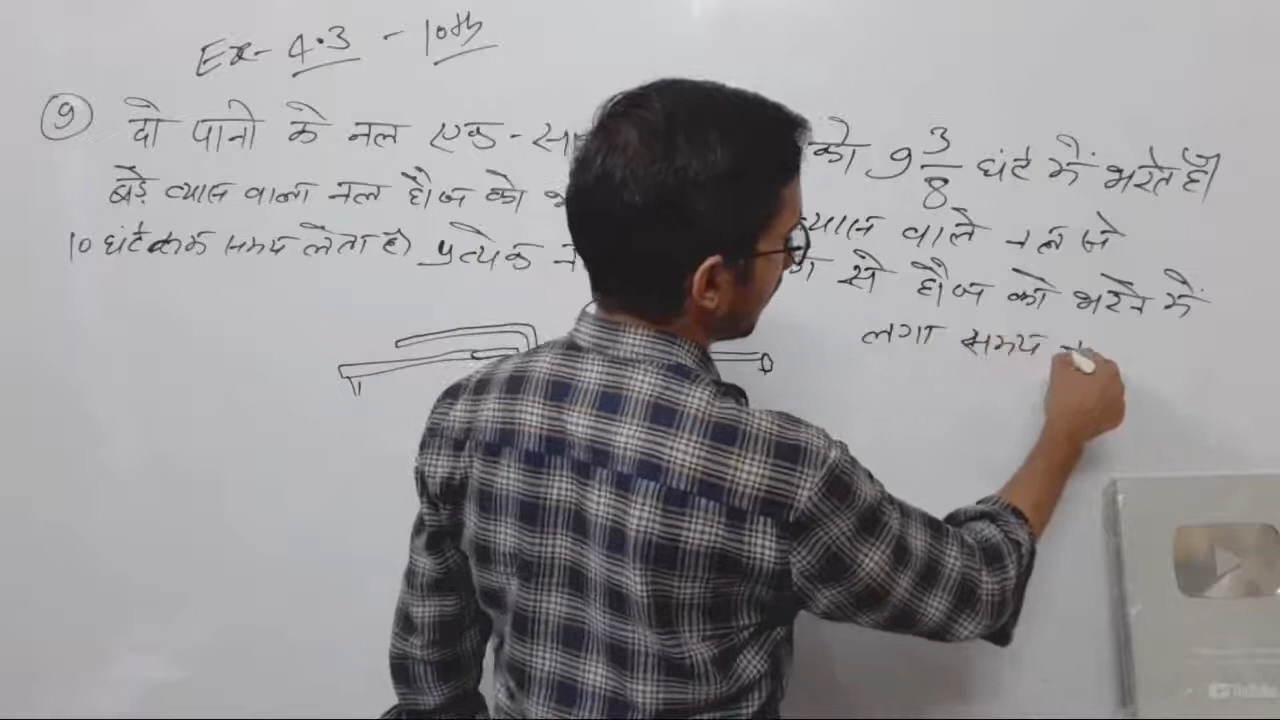 Ex- 4.3 - 10th
9 दो पानी के नल एक - को 9 3/8 घंटे में भरते हैं।
बड़े व्यास वाला नल हौज को व्यास वाले नल से
10 घंटे कम समय लेता है। प्रत्येक से हौज को भरने में
लगा समय
YouTube